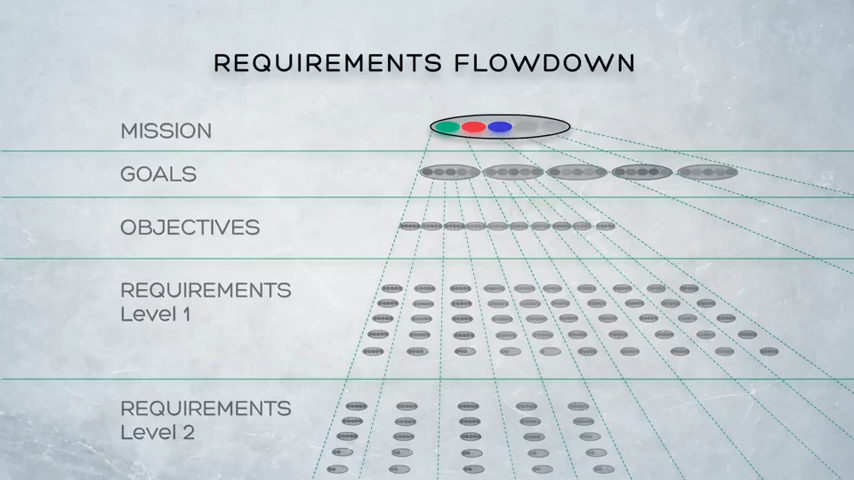 REQUIREMENTS FLOWDOWN
MISSION
GOALS
OBJECTIVES
REQUIREMENTS
Level 1
REQUIREMENTS
Level 2